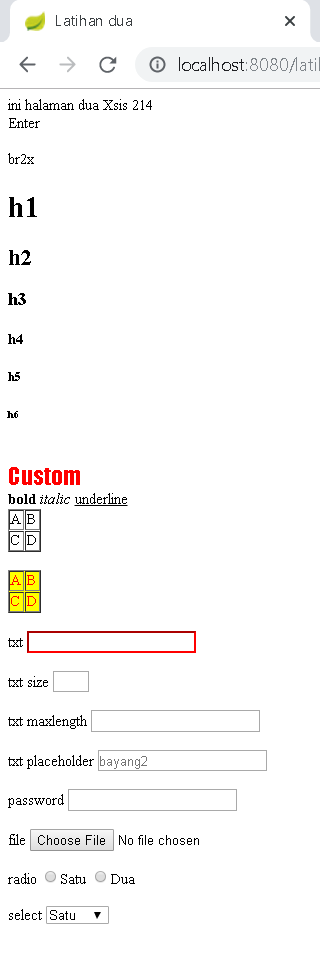 Latihan dua
localhost:8080/lati
ini halaman dua Xsis 214
Enter
br2x
h1
h2
h3
h4
h5
h6
Custom
bold italic underline
A B
C D
A B
C D
txt
txt size
txt maxlength
txt placeholder bayang2
password
file Choose File No file chosen
radio Satu Dua
select Satu